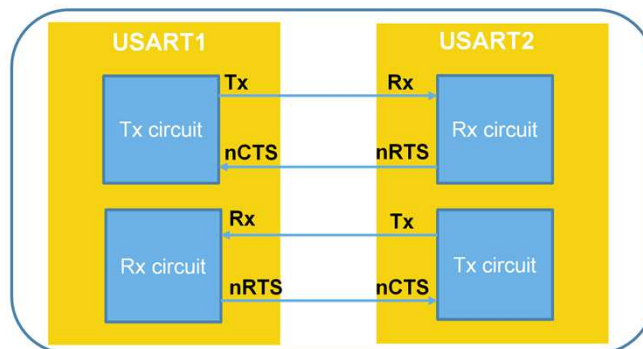 USART1 USART2
Tx Rx
Tx circuit Rx circuit
nCTS nRTS
Rx Tx
Rx circuit Tx circuit
nRTS nCTS